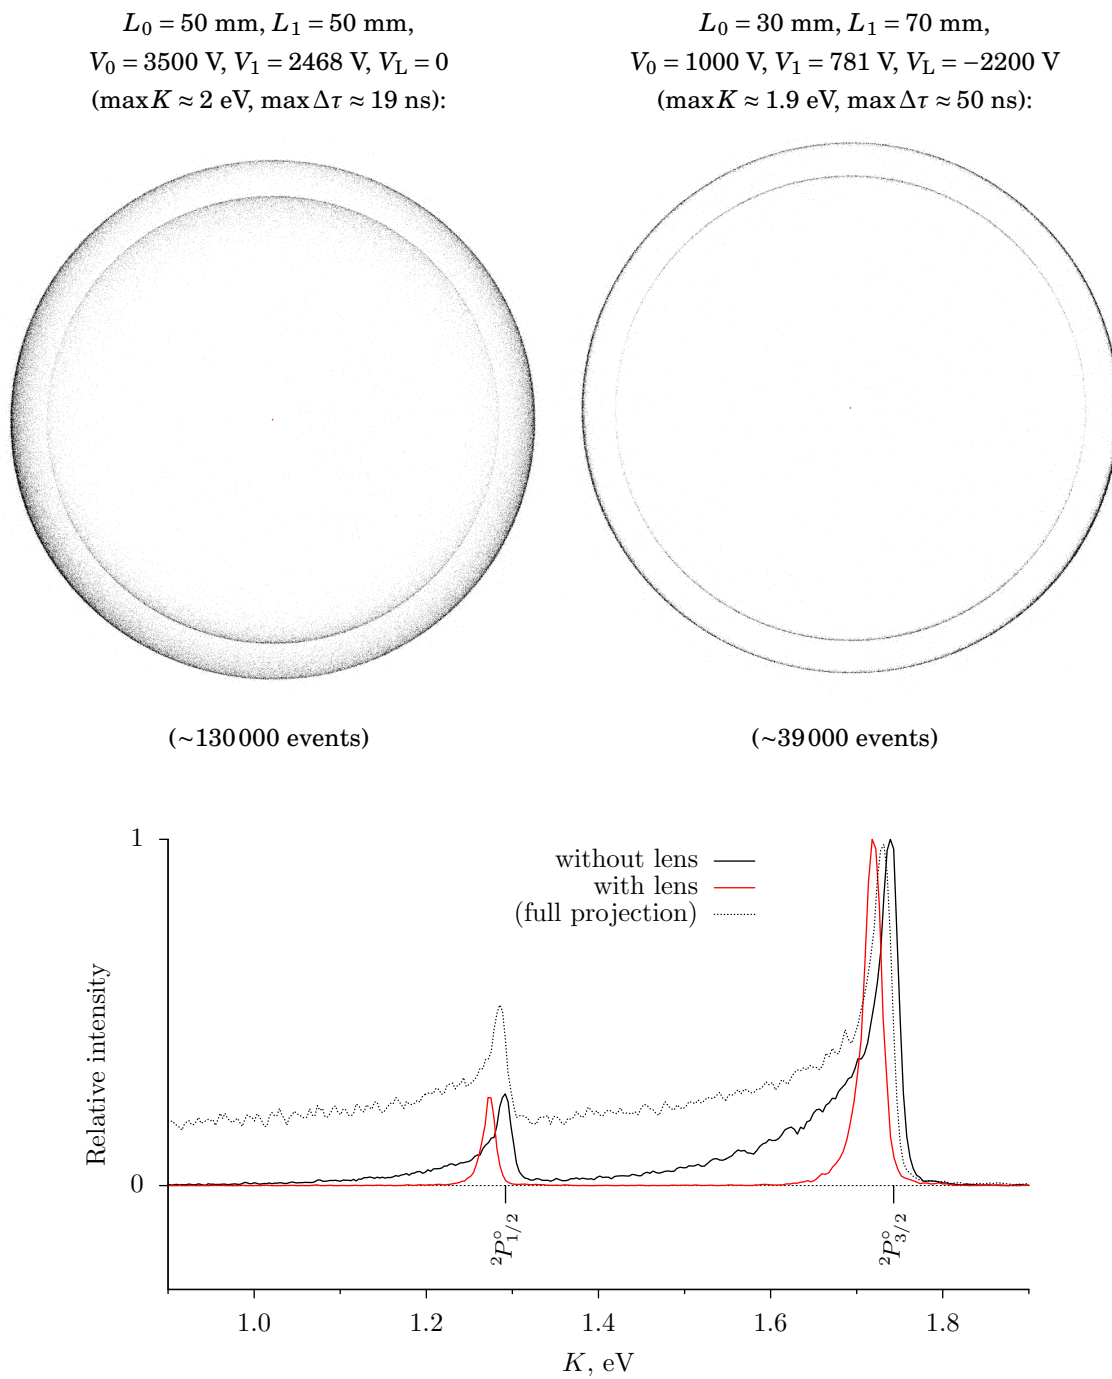 L₀ = 50 mm, L₁ = 50 mm,
V₀ = 3500 V, V₁ = 2468 V, V_L = 0
(max K ≈ 2 eV, max Δτ ≈ 19 ns):
L₀ = 30 mm, L₁ = 70 mm,
V₀ = 1000 V, V₁ = 781 V, V_L = −2200 V
(max K ≈ 1.9 eV, max Δτ ≈ 50 ns):
(~130 000 events)
(~39 000 events)
1
without lens
with lens
(full projection)
Relative intensity
0
²P°₁/₂
²P°₃/₂
1.0 1.2 1.4 1.6 1.8
K, eV